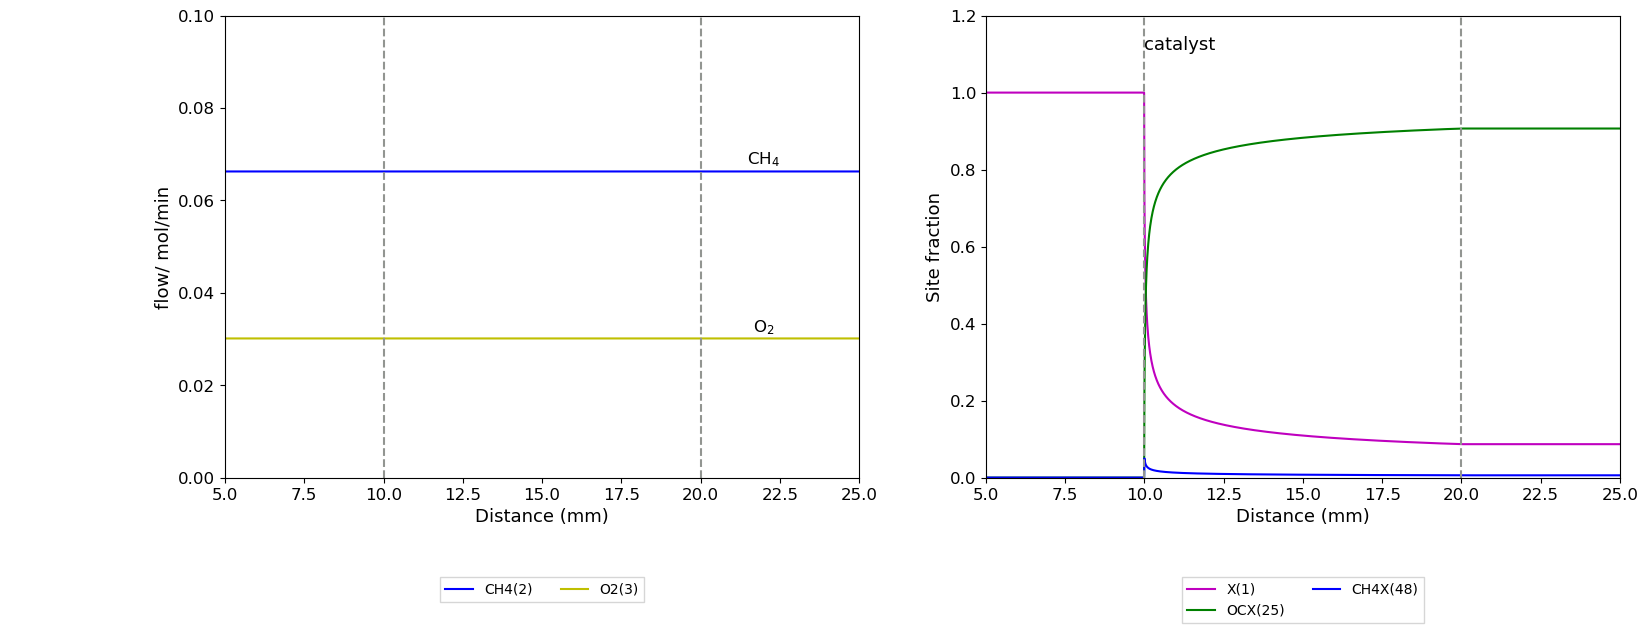 0.10
0.08
0.06
0.04
0.02
0.00
flow/ mol/min
CH4
O2
5.0 7.5 10.0 12.5 15.0 17.5 20.0 22.5 25.0
Distance (mm)
CH4(2) O2(3)
1.2
1.0
0.8
0.6
0.4
0.2
0.0
Site fraction
catalyst
5.0 7.5 10.0 12.5 15.0 17.5 20.0 22.5 25.0
Distance (mm)
X(1) CH4X(48)
OCX(25)